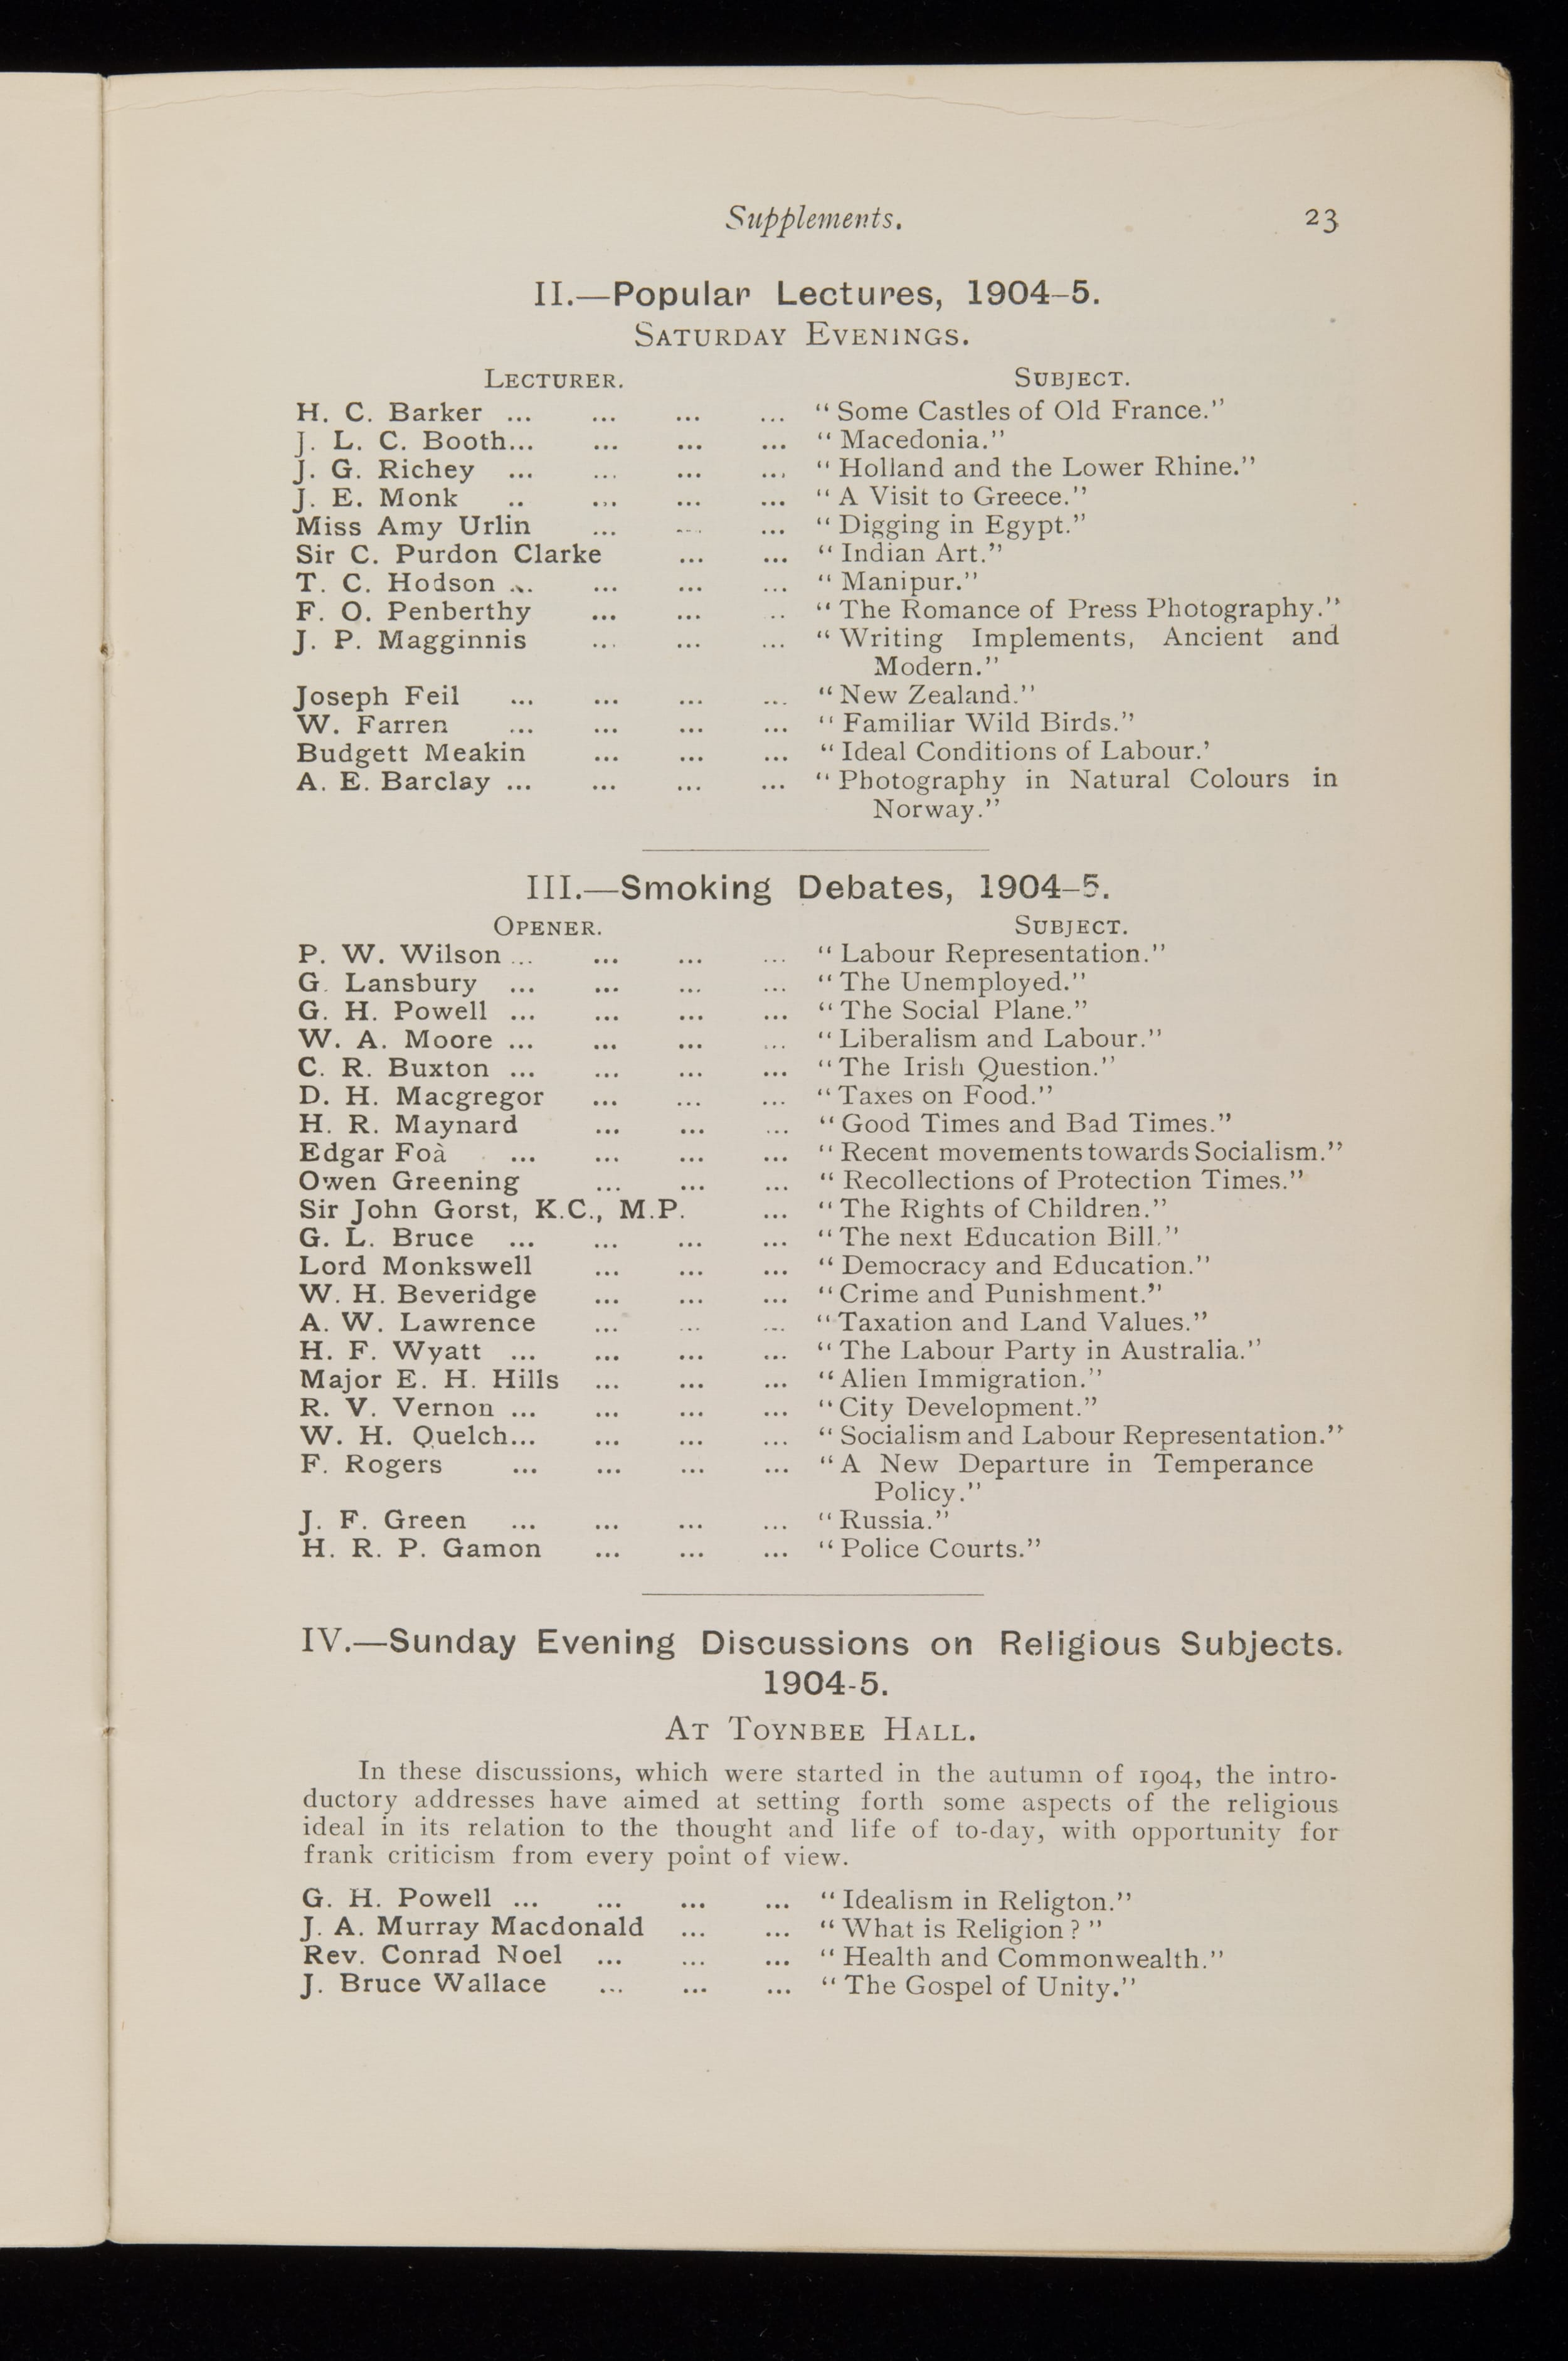 Supplements. 23
II.—Popular Lectures, 1904-5.
SATURDAY EVENINGS.
LECTURER. SUBJECT.
H. C. Barker ... ... ... ... “Some Castles of Old France.”
J. L. C. Booth... ... ... ... “Macedonia.”
J. G. Richey ... ... ... ... “Holland and the Lower Rhine.”
J. E. Monk .. ... ... ... “A Visit to Greece.”
Miss Amy Urlin ... ... ... “Digging in Egypt.”
Sir C. Purdon Clarke ... ... “Indian Art.”
T. C. Hodson ... ... ... ... “Manipur.”
F. O. Penberthy ... ... .. “The Romance of Press Photography.”
J. P. Magginnis ... ... ... “Writing Implements, Ancient and
Modern.”
Joseph Feil ... ... ... ... “New Zealand.”
W. Farren ... ... ... ... “Familiar Wild Birds.”
Budgett Meakin ... ... ... “Ideal Conditions of Labour.’
A. E. Barclay ... ... ... ... “Photography in Natural Colours in
Norway.”
III.—Smoking Debates, 1904-5.
OPENER. SUBJECT.
P. W. Wilson ... ... ... ... “Labour Representation.”
G. Lansbury ... ... ... ... “The Unemployed.”
G. H. Powell ... ... ... ... “The Social Plane.”
W. A. Moore ... ... ... ... “Liberalism and Labour.”
C. R. Buxton ... ... ... ... “The Irish Question.”
D. H. Macgregor ... ... ... “Taxes on Food.”
H. R. Maynard ... ... ... “Good Times and Bad Times.”
Edgar Foà ... ... ... ... “Recent movements towards Socialism.”
Owen Greening ... ... ... “Recollections of Protection Times.”
Sir John Gorst, K.C., M.P. ... “The Rights of Children.”
G. L. Bruce ... ... ... ... “The next Education Bill.”
Lord Monkswell ... ... ... “Democracy and Education.”
W. H. Beveridge ... ... ... “Crime and Punishment.”
A. W. Lawrence ... ... ... “Taxation and Land Values.”
H. F. Wyatt ... ... ... ... “The Labour Party in Australia.”
Major E. H. Hills ... ... ... “Alien Immigration.”
R. V. Vernon ... ... ... ... “City Development.”
W. H. Quelch... ... ... ... “Socialism and Labour Representation.”
F. Rogers ... ... ... ... “A New Departure in Temperance
Policy.”
J. F. Green ... ... ... ... “Russia.”
H. R. P. Gamon ... ... ... “Police Courts.”
IV.—Sunday Evening Discussions on Religious Subjects.
1904-5.
AT TOYNBEE HALL.
In these discussions, which were started in the autumn of 1904, the intro-
ductory addresses have aimed at setting forth some aspects of the religious
ideal in its relation to the thought and life of to-day, with opportunity for
frank criticism from every point of view.
G. H. Powell ... ... ... ... “Idealism in Religton.”
J. A. Murray Macdonald ... ... “What is Religion?”
Rev. Conrad Noel ... ... ... “Health and Commonwealth.”
J. Bruce Wallace ... ... ... “The Gospel of Unity.”